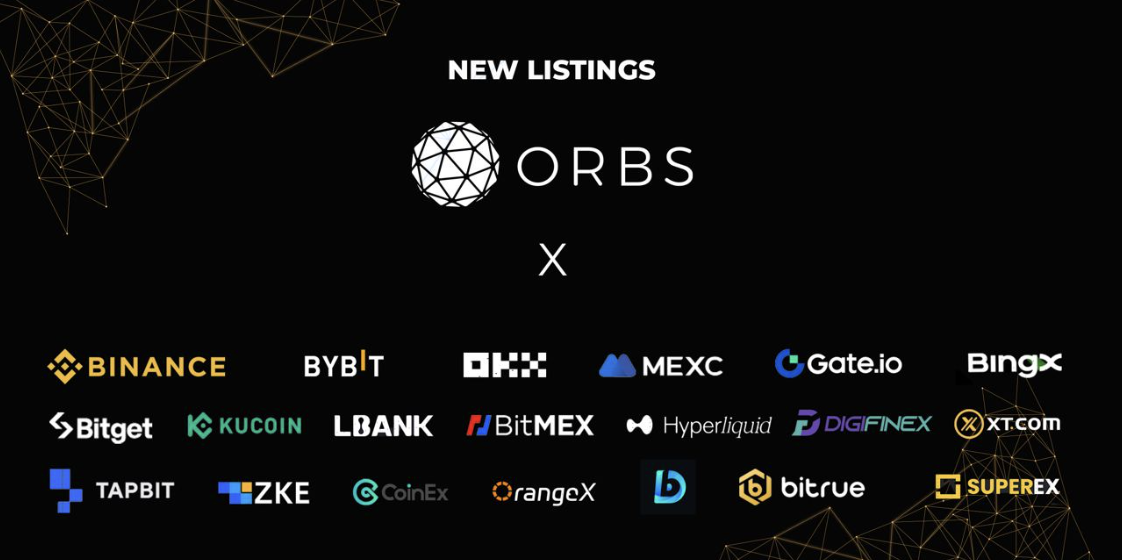 NEW LISTINGS
ORBS
X
BINANCE BYBIT OKX MEXC Gate.io BingX
Bitget KUCOIN LBANK BitMEX Hyperliquid DIGIFINEX XT.COM
TAPBIT ZKE CoinEx OrangeX bitrue SUPEREX